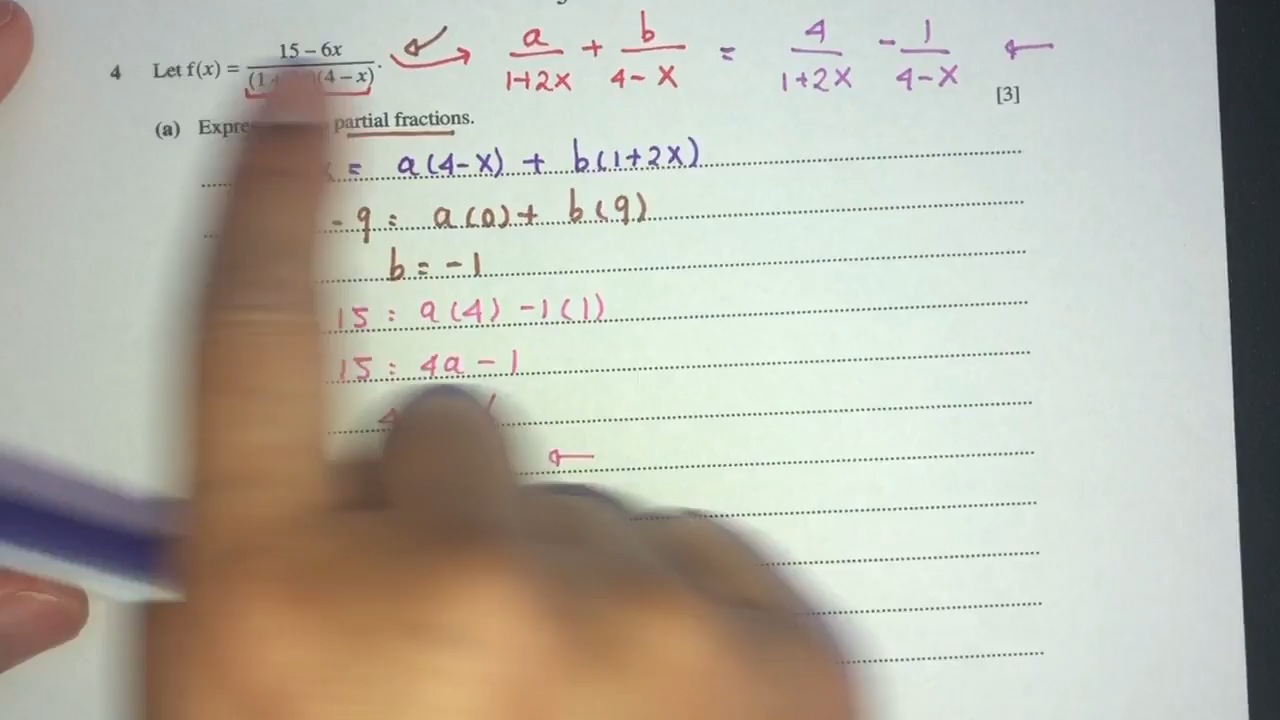 4 Let f(x) = 15 − 6x / (1 (4 − x) . a / 1+2x + b / 4 − x = 4 / 1+2x − 1 / 4 − x ←
[3]
(a) partial fractions.
= a(4−x) + b(1+2x)
- 9 = a(0) + b(9)
b = −1
15 = a(4) − 1(1)
15 = 4a − 1
←